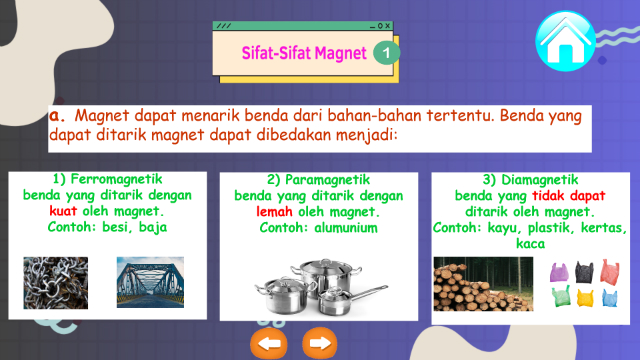 Sifat-Sifat Magnet
1
a. Magnet dapat menarik benda dari bahan-bahan tertentu. Benda yang
dapat ditarik magnet dapat dibedakan menjadi:
1) Ferromagnetik
benda yang ditarik dengan
kuat oleh magnet.
Contoh: besi, baja
2) Paramagnetik
benda yang ditarik dengan
lemah oleh magnet.
Contoh: alumunium
3) Diamagnetik
benda yang tidak dapat
ditarik oleh magnet.
Contoh: kayu, plastik, kertas,
kaca